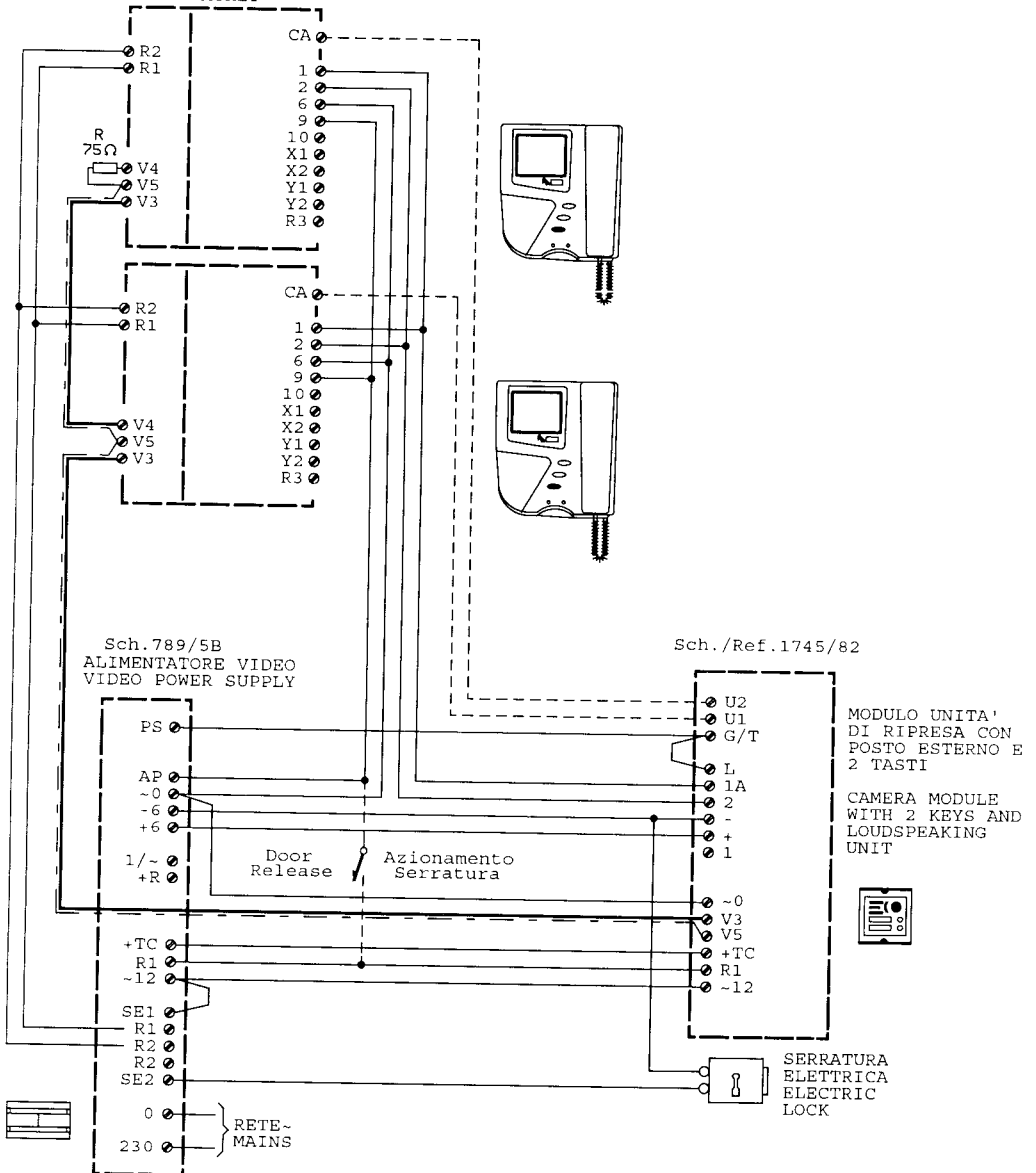 CA
R2
R1
1
2
6
9
10
X1
X2
Y1
Y2
R3
R
75Ω
V4
V5
V3
CA
R2
R1
1
2
6
9
10
X1
X2
Y1
Y2
R3
V4
V5
V3
Sch.789/5B
ALIMENTATORE VIDEO
VIDEO POWER SUPPLY
PS
AP
~0
-6
+6
1/~
+R
+TC
R1
~12
SE1
R1
R2
R2
SE2
0
230
RETE~
MAINS
Door
Release
Azionamento
Serratura
Sch./Ref.1745/82
U2
U1
G/T
L
1A
2
-
+
1
~0
V3
V5
+TC
R1
~12
MODULO UNITA'
DI RIPRESA CON
POSTO ESTERNO E
2 TASTI
CAMERA MODULE
WITH 2 KEYS AND
LOUDSPEAKING
UNIT
SERRATURA
ELETTRICA
ELECTRIC
LOCK